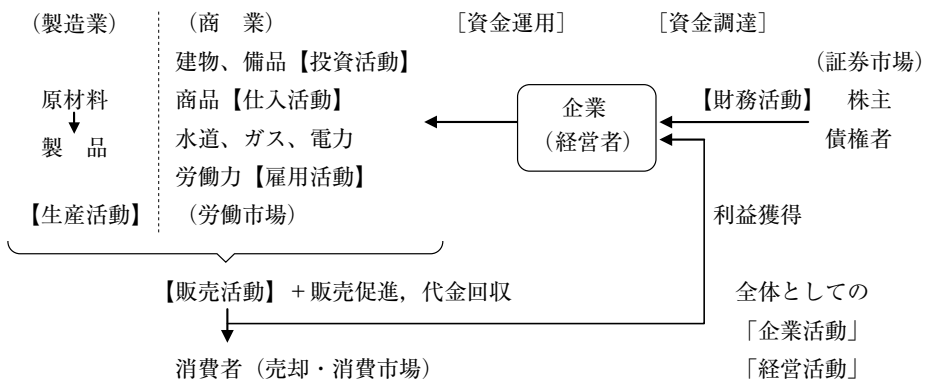 （製造業） （商　業） ［資金運用］ ［資金調達］
建物、備品【投資活動】 （証券市場）
原材料 商品【仕入活動】 企業 【財務活動】 株主
製　品 水道、ガス、電力 （経営者） 債権者
労働力【雇用活動】
【生産活動】 （労働市場） 利益獲得
【販売活動】＋販売促進，代金回収 全体としての
「企業活動」
消費者（売却・消費市場） 「経営活動」